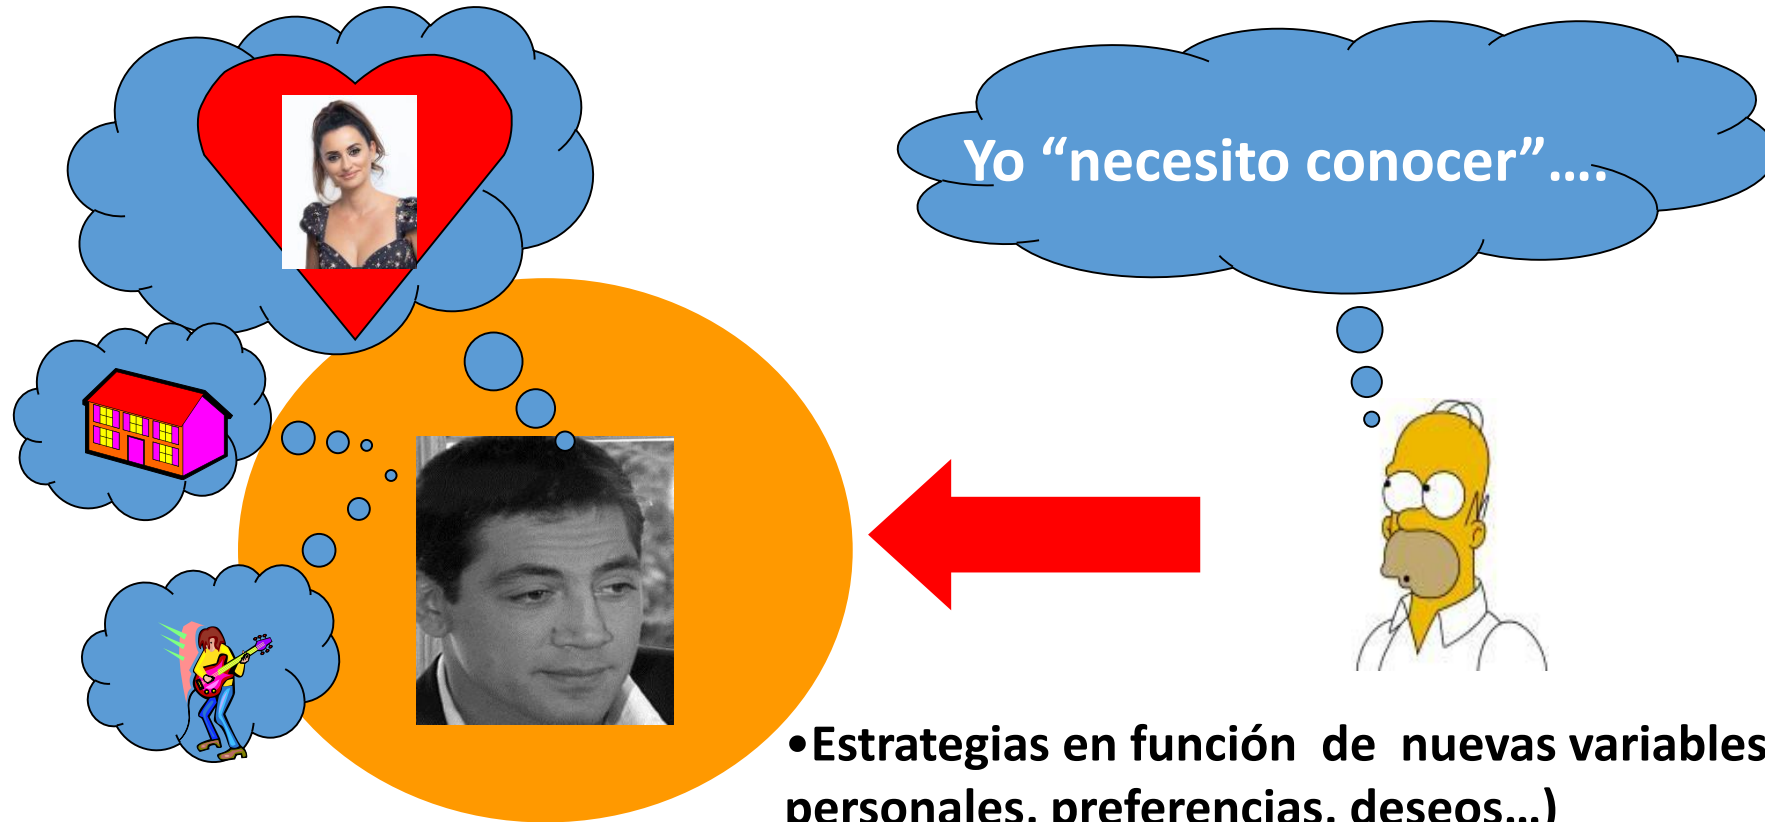 Yo “necesito conocer”....
•Estrategias en función de nuevas variables
personales, preferencias, deseos...)